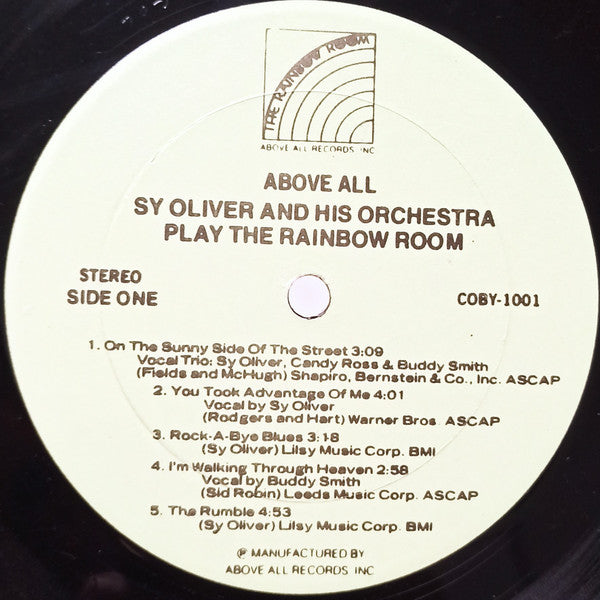 THE RAINBOW ROOM
ABOVE ALL RECORDS INC
ABOVE ALL
SY OLIVER AND HIS ORCHESTRA
PLAY THE RAINBOW ROOM
STEREO
SIDE ONE
COBY-1001
1. On The Sunny Side Of The Street 3:09
Vocal Trio: Sy Oliver, Candy Ross & Buddy Smith
(Fields and McHugh) Shapiro, Bernstein & Co., Inc. ASCAP
2. You Took Advantage Of Me 4:01
Vocal by Sy Oliver
(Rodgers and Hart) Warner Bros. ASCAP
3. Rock-A-Bye Blues 3:18
(Sy Oliver) Lilsy Music Corp. BMI
4. I'm Walking Through Heaven 2:58
Vocal by Buddy Smith
(Sid Robin) Leeds Music Corp. ASCAP
5. The Rumble 4:53
(Sy Oliver) Lilsy Music Corp. BMI
℗ MANUFACTURED BY
ABOVE ALL RECORDS INC